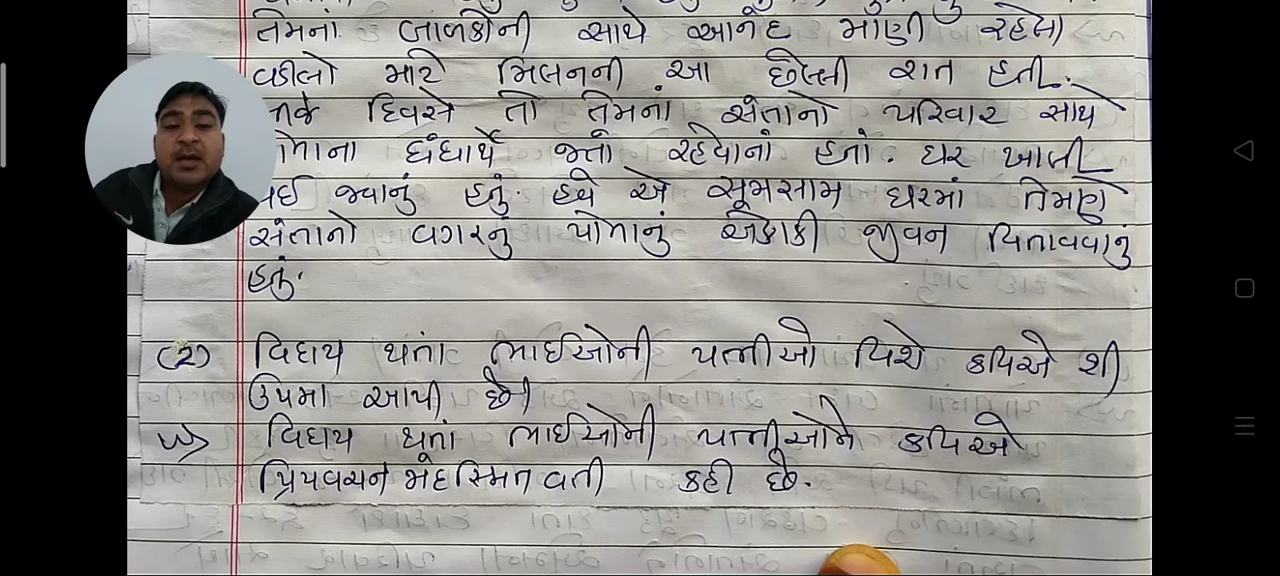 તેમનાં બાળકોની સાથે આનંદ માણી રહેલા
વડીલો માટે મિલનની આ છેલ્લી રાત હતી.
દિવસે તો તેમનાં સંતાનો પરિવાર સાથે
ધંધાર્થે જતાં રહેવાનાં હતાં. ઘર ખાલી
થઈ જવાનું હતું. હવે એ સૂમસામ ઘરમાં તેમણે
સંતાનો વગરનું પોતાનું એકાકી જીવન વિતાવવાનું
હતું.
(2) વિદાય થતાં ભાઈઓની પત્નીઓ વિશે કવિએ શી
ઉપમા આપી છે?
વિદાય થતાં ભાઈઓની પત્નીઓને કવિએ
પ્રિયવચન મંદસ્મિતવતી કહી છે.